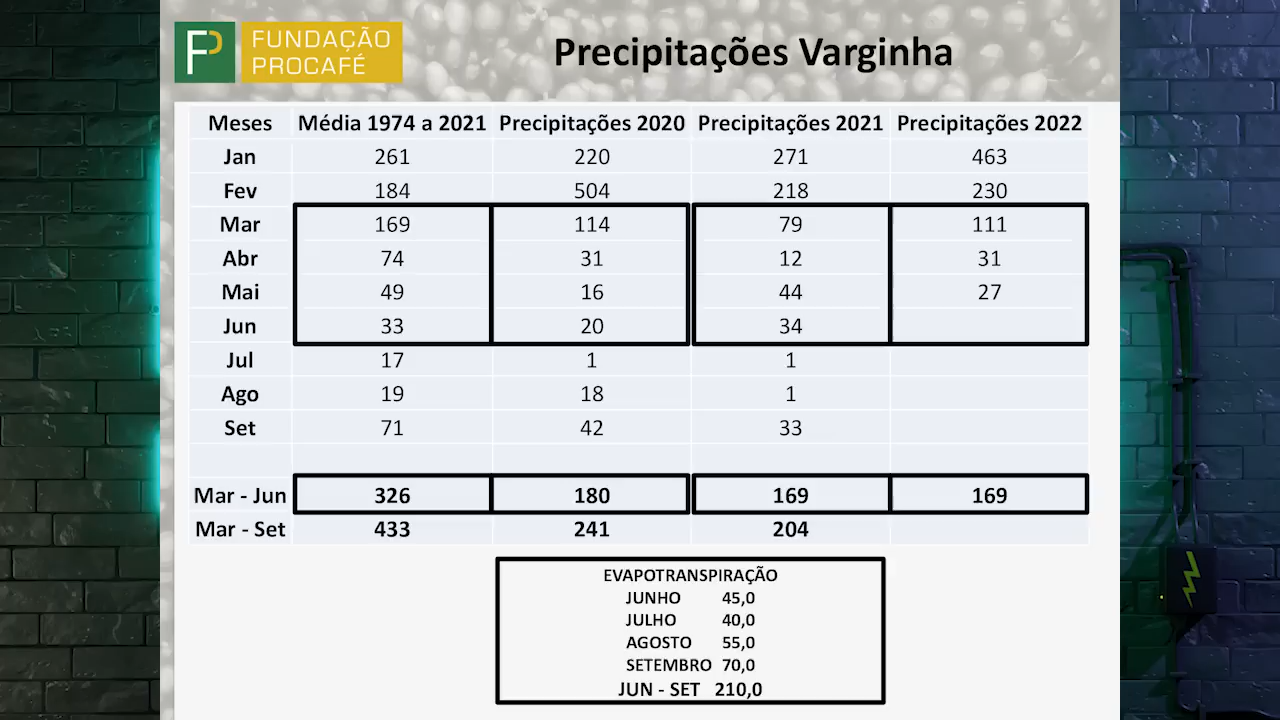 FUNDAÇÃO
PROCAFÉ
Precipitações Varginha
Meses Média 1974 a 2021 Precipitações 2020 Precipitações 2021 Precipitações 2022
Jan 261 220 271 463
Fev 184 504 218 230
Mar 169 114 79 111
Abr 74 31 12 31
Mai 49 16 44 27
Jun 33 20 34
Jul 17 1 1
Ago 19 18 1
Set 71 42 33
Mar - Jun 326 180 169 169
Mar - Set 433 241 204
EVAPOTRANSPIRAÇÃO
JUNHO 45,0
JULHO 40,0
AGOSTO 55,0
SETEMBRO 70,0
JUN - SET 210,0